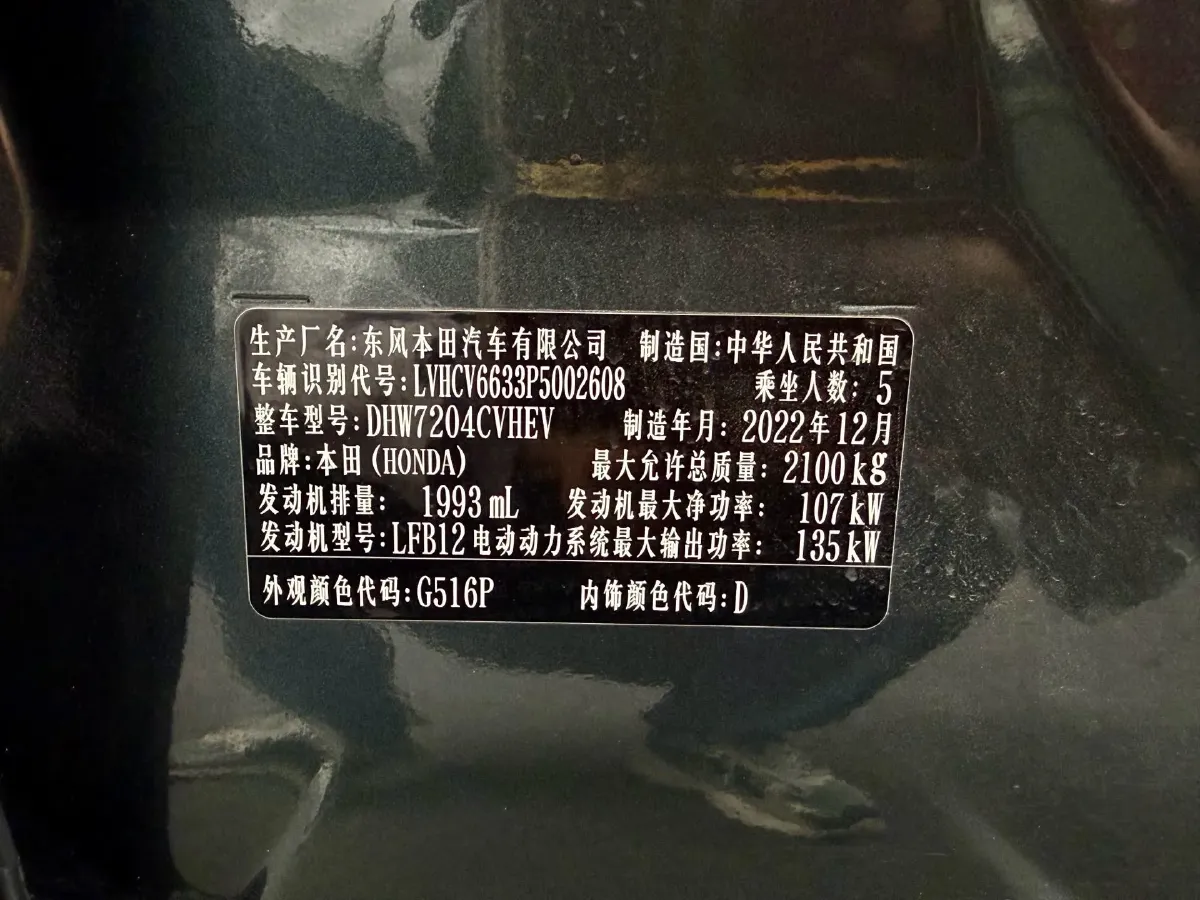 生产厂名:东风本田汽车有限公司 制造国:中华人民共和国
车辆识别代号:LVHCV6633P5002608 乘坐人数: 5
整车型号:DHW7204CVHEV 制造年月: 2022年12月
品牌:本田(HONDA) 最大允许总质量: 2100kg
发动机排量: 1993 mL 发动机最大净功率: 107kW
发动机型号:LFB12 电动动力系统最大输出功率: 135kW
外观颜色代码:G516P 内饰颜色代码:D